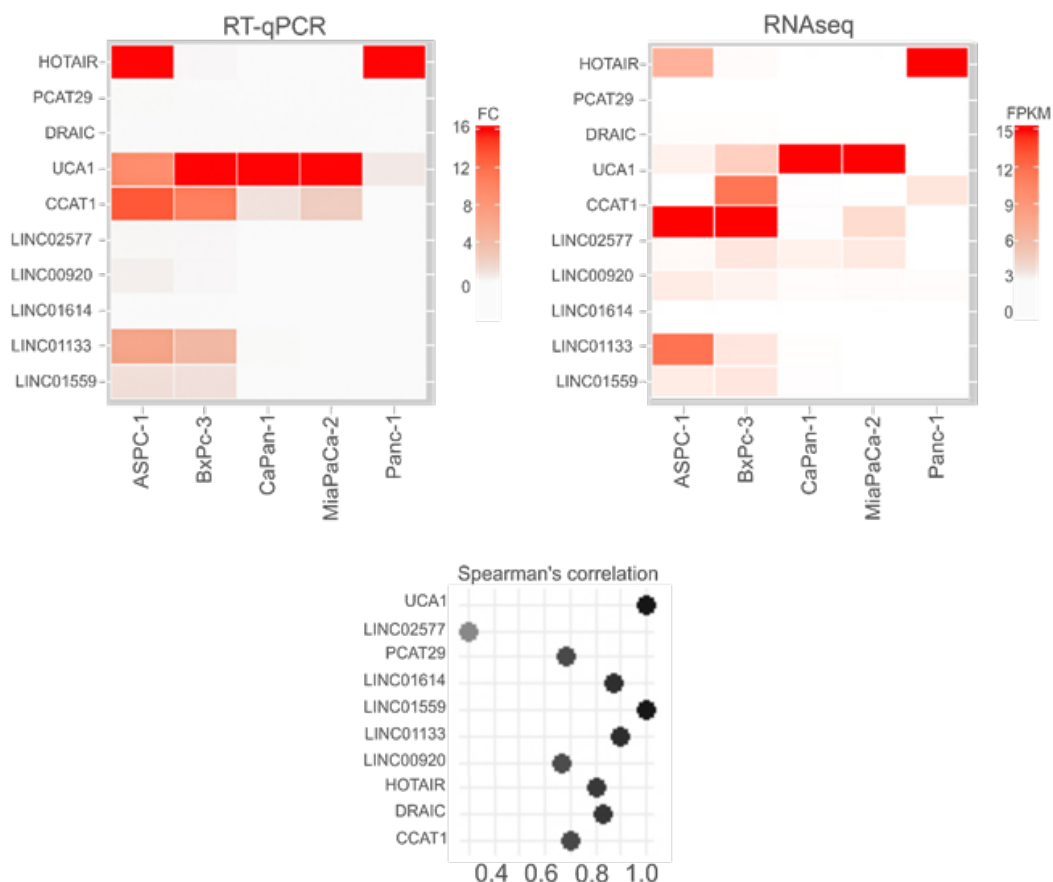 RT-qPCR
HOTAIR
PCAT29
DRAIC
UCA1
CCAT1
LINC02577
LINC00920
LINC01614
LINC01133
LINC01559
ASPC-1
BxPc-3
CaPan-1
MiaPaCa-2
Panc-1
FC
16
12
8
4
0
RNAseq
HOTAIR
PCAT29
DRAIC
UCA1
CCAT1
LINC02577
LINC00920
LINC01614
LINC01133
LINC01559
ASPC-1
BxPc-3
CaPan-1
MiaPaCa-2
Panc-1
FPKM
15
12
9
6
3
0
Spearman's correlation
UCA1
LINC02577
PCAT29
LINC01614
LINC01559
LINC01133
LINC00920
HOTAIR
DRAIC
CCAT1
0.4 0.6 0.8 1.0